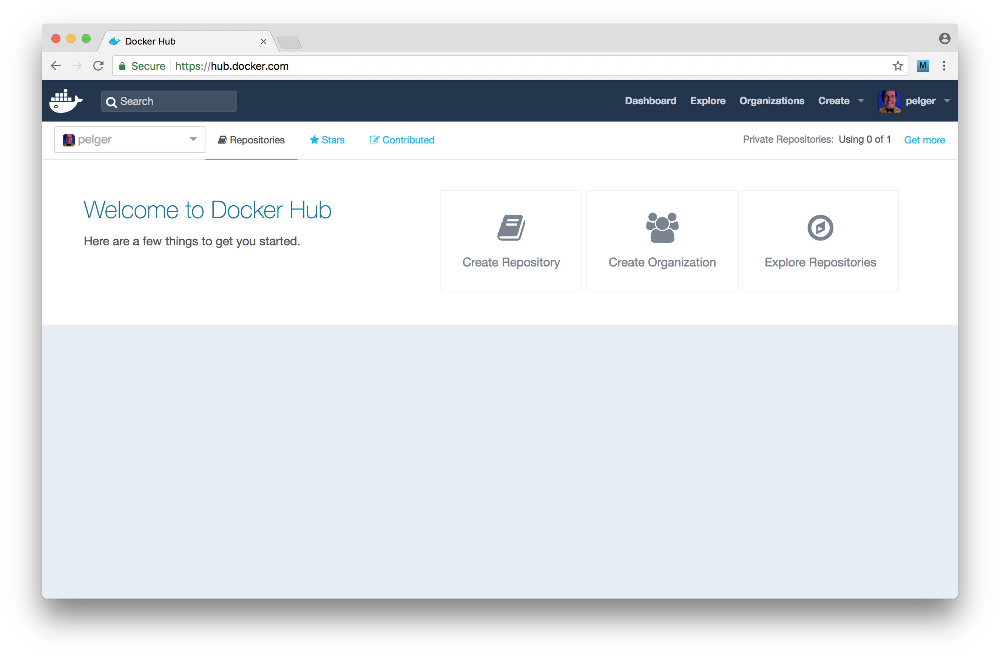 Docker Hub
Secure https://hub.docker.com
M
Search Dashboard Explore Organizations Create pelger
pelger Repositories Stars Contributed Private Repositories: Using 0 of 1 Get more
Welcome to Docker Hub
Here are a few things to get you started.
Create Repository Create Organization Explore Repositories